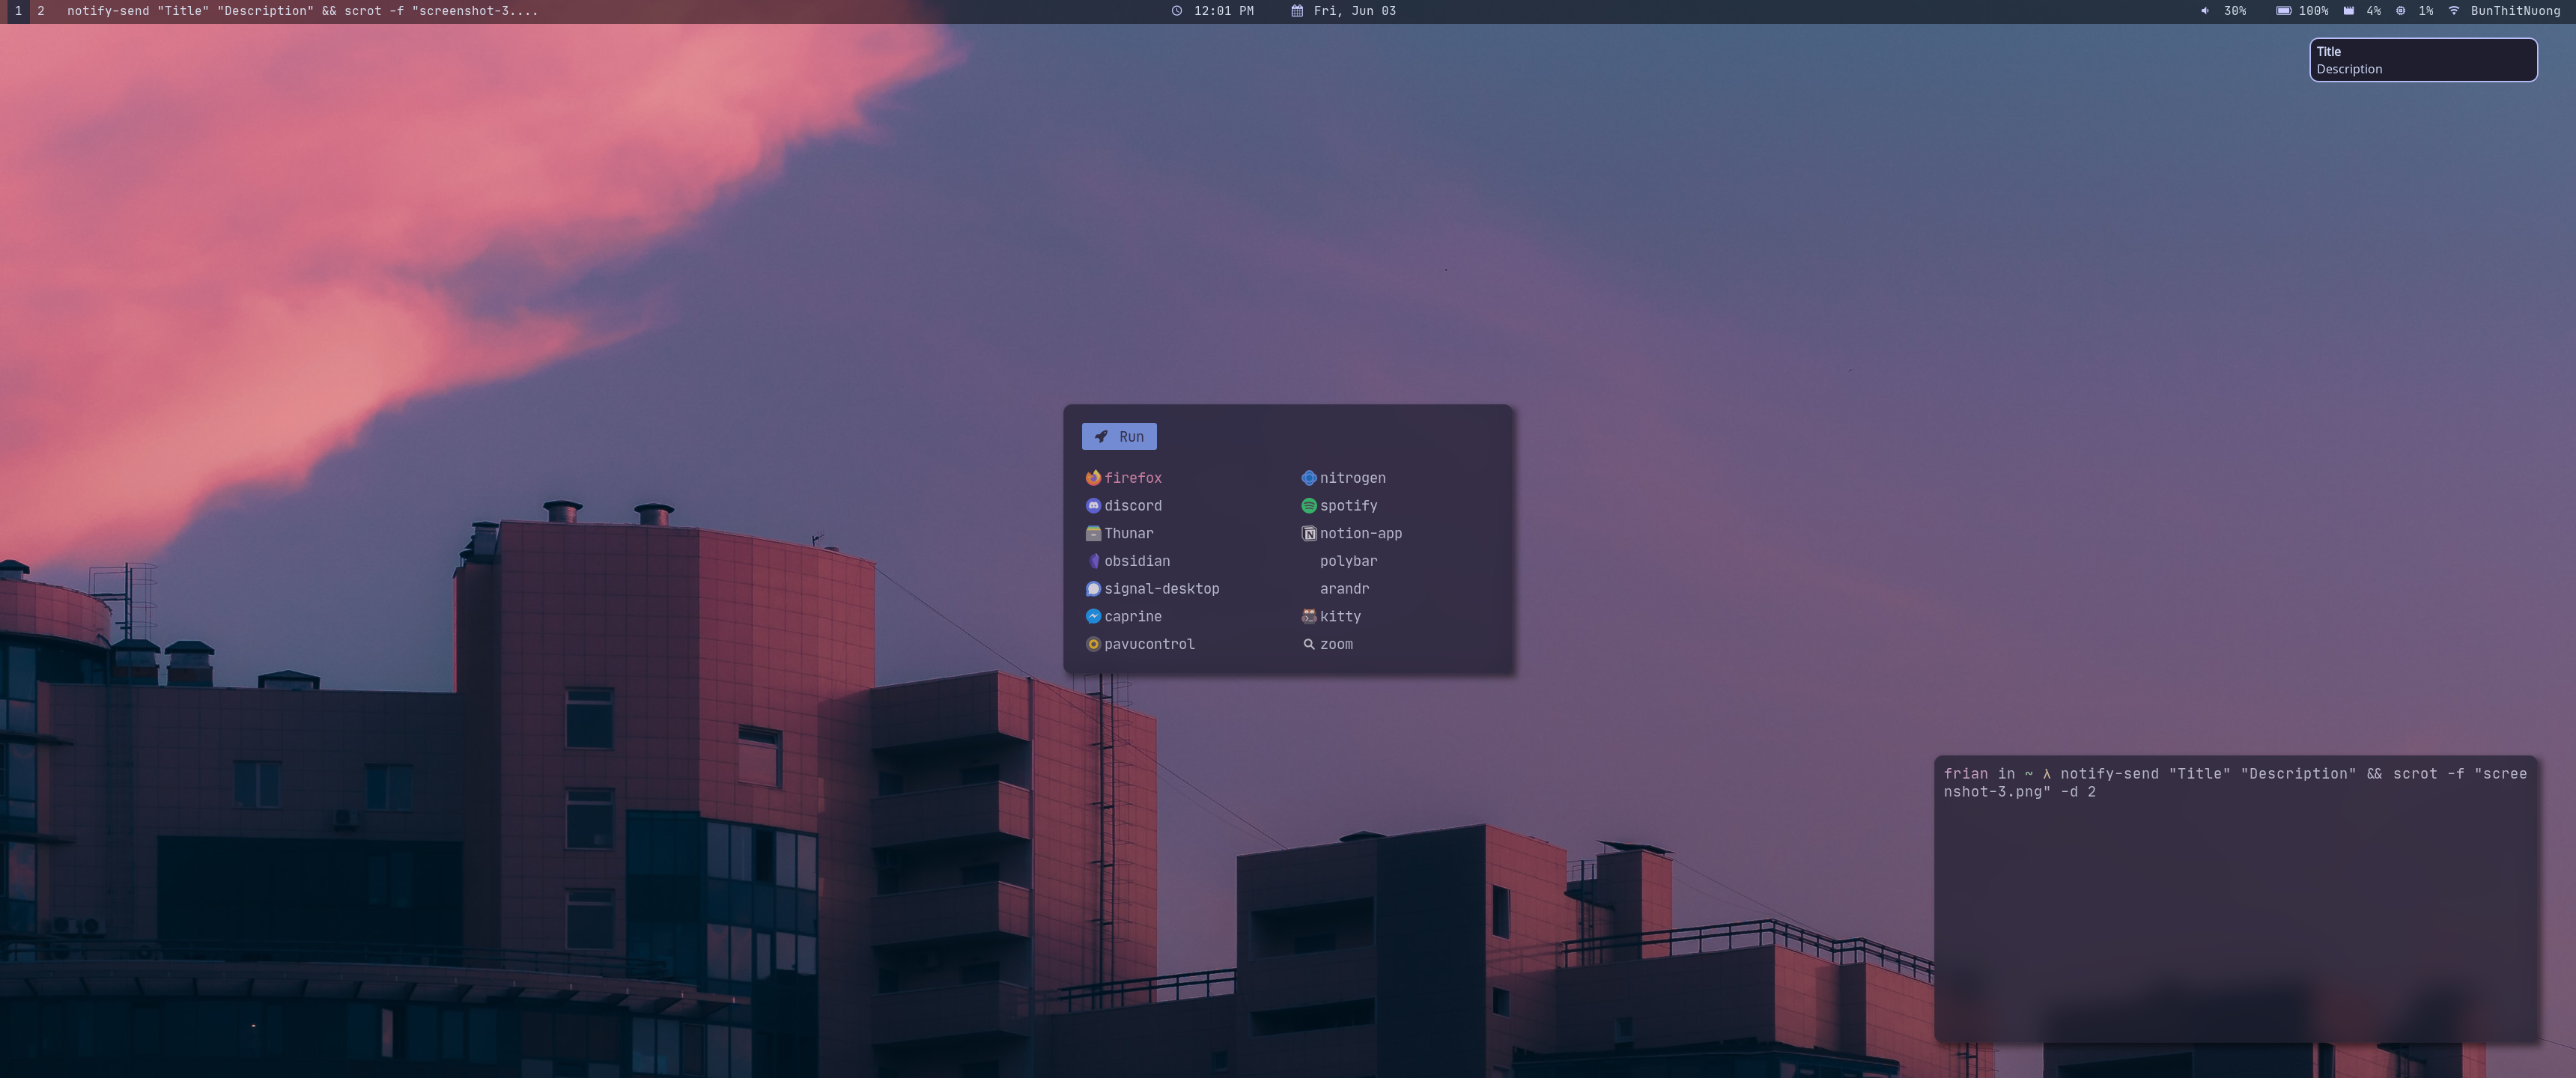 1 2 notify-send "Title" "Description" && scrot -f "screenshot-3.... 12:01 PM Fri, Jun 03 30% 100% 4% 1% BunThitNuong
Title
Description
Run
firefox nitrogen
discord spotify
Thunar notion-app
obsidian polybar
signal-desktop arandr
caprine kitty
pavucontrol zoom
frian in ~ λ notify-send "Title" "Description" && scrot -f "scree
nshot-3.png" -d 2